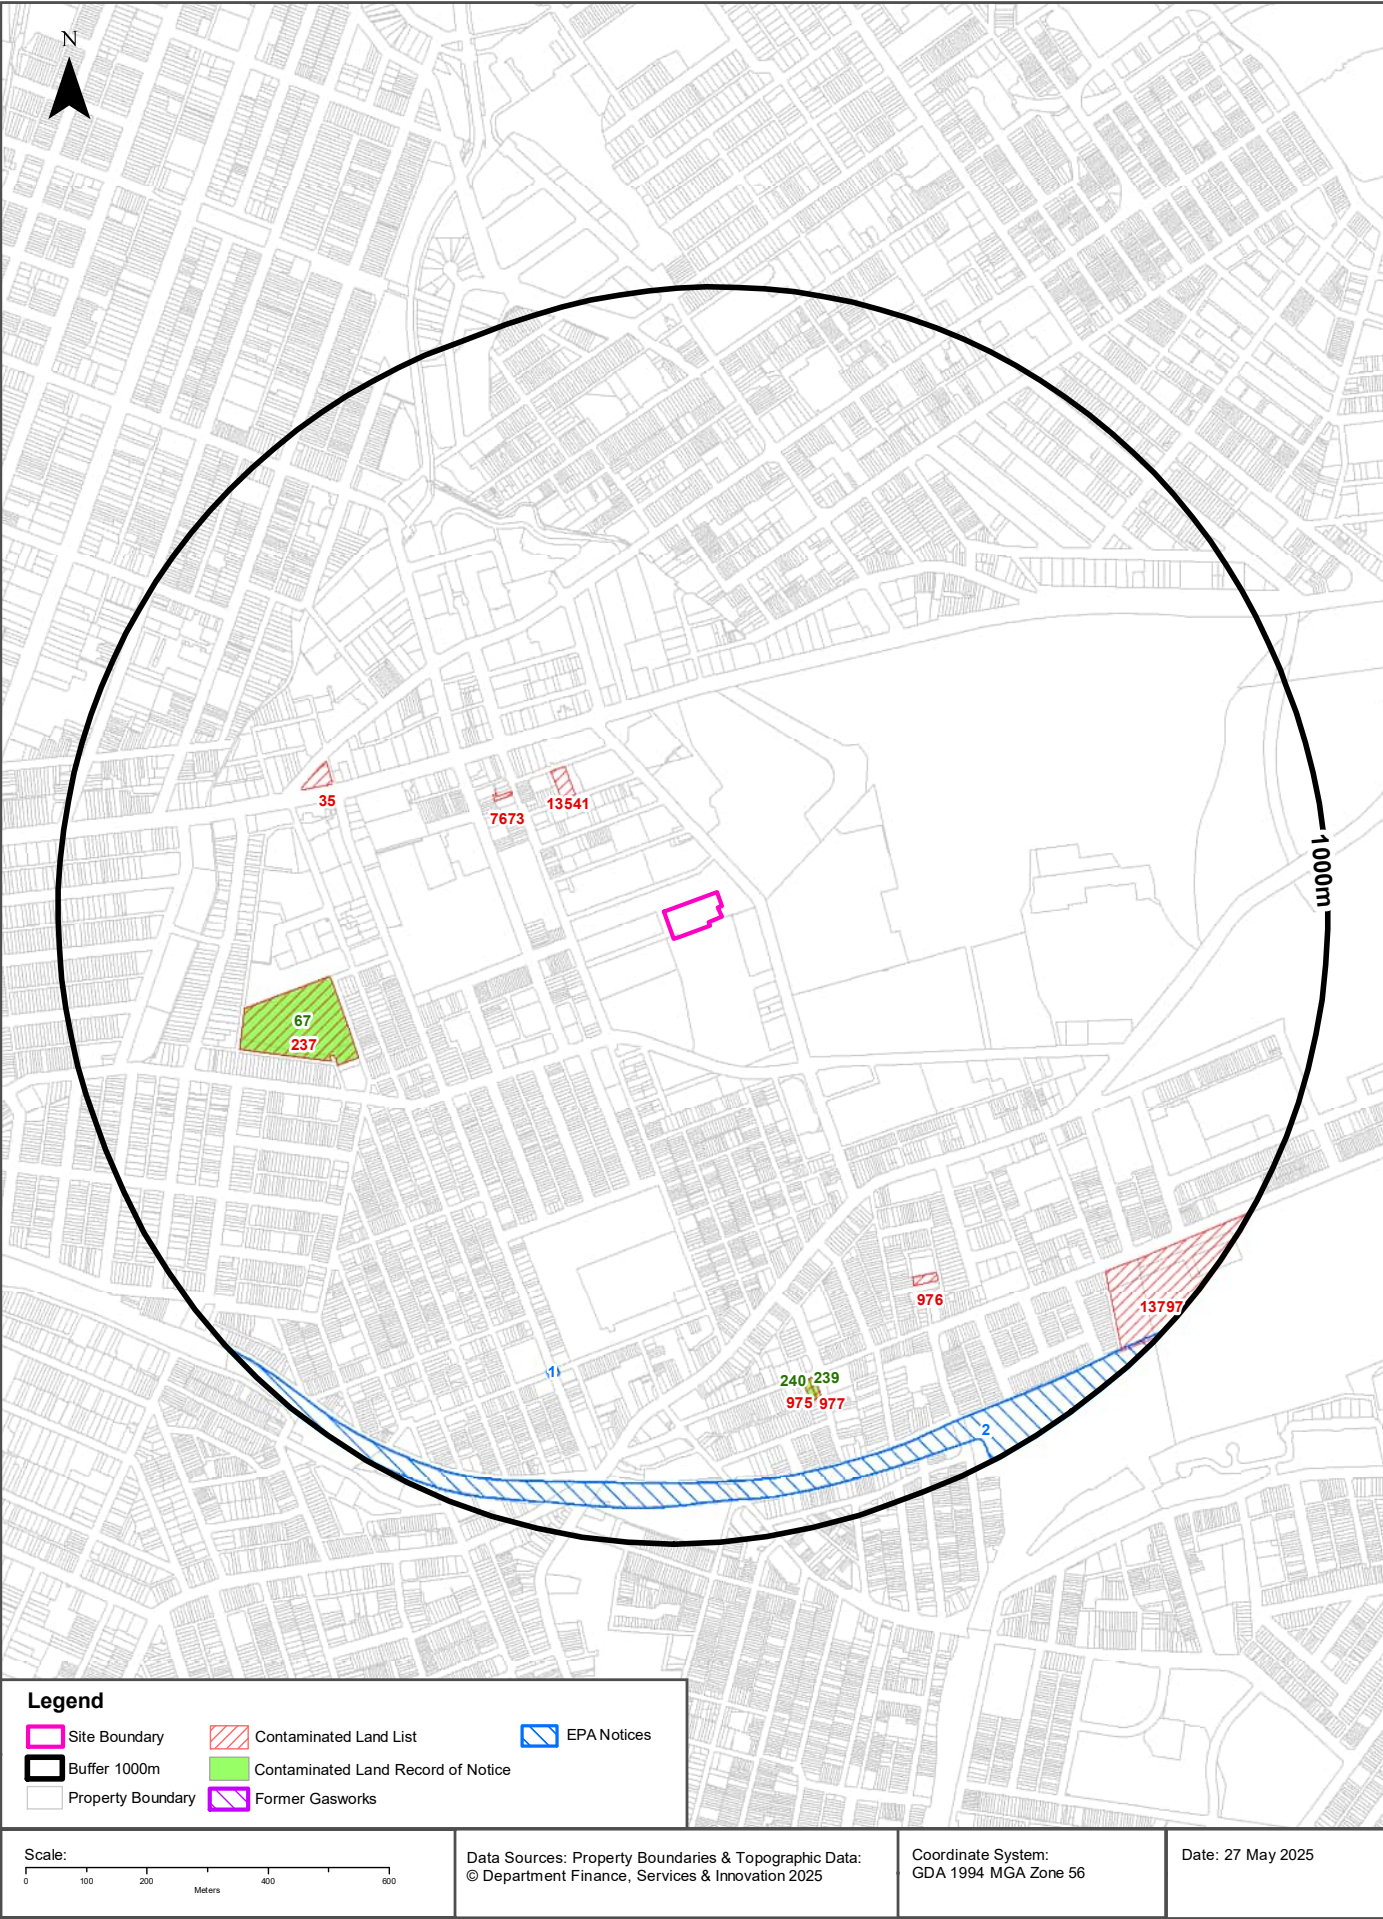 N
1000m
35
7673
13541
67
237
976
13797
1
240
239
975
977
2
Legend
Site Boundary
Contaminated Land List
EPA Notices
Buffer 1000m
Contaminated Land Record of Notice
Property Boundary
Former Gasworks
Scale:
0 100 200 400 600
Meters
Data Sources: Property Boundaries & Topographic Data:
© Department Finance, Services & Innovation 2025
Coordinate System:
GDA 1994 MGA Zone 56
Date: 27 May 2025